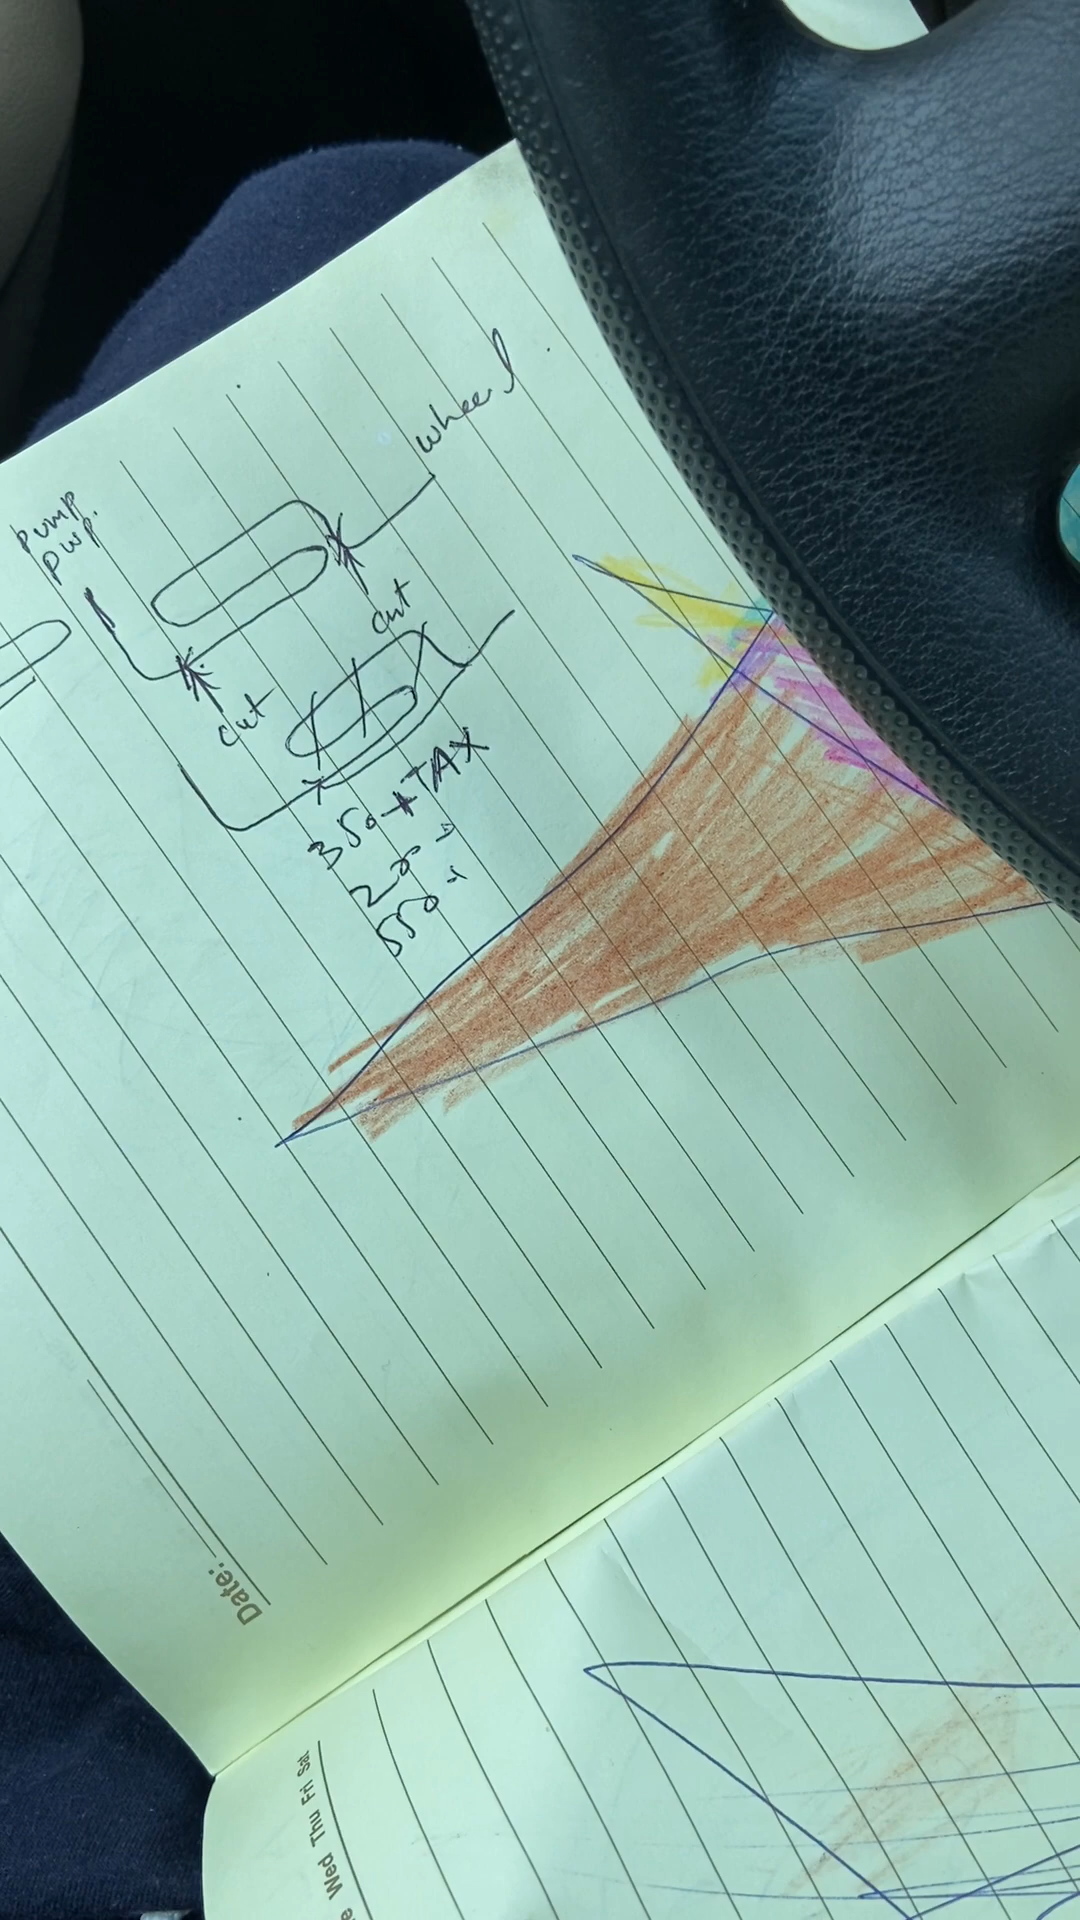 pump
pwp.
wheel
cut
cut
350 + TAX
200
550
Date:
Wed Thu Fri Sat